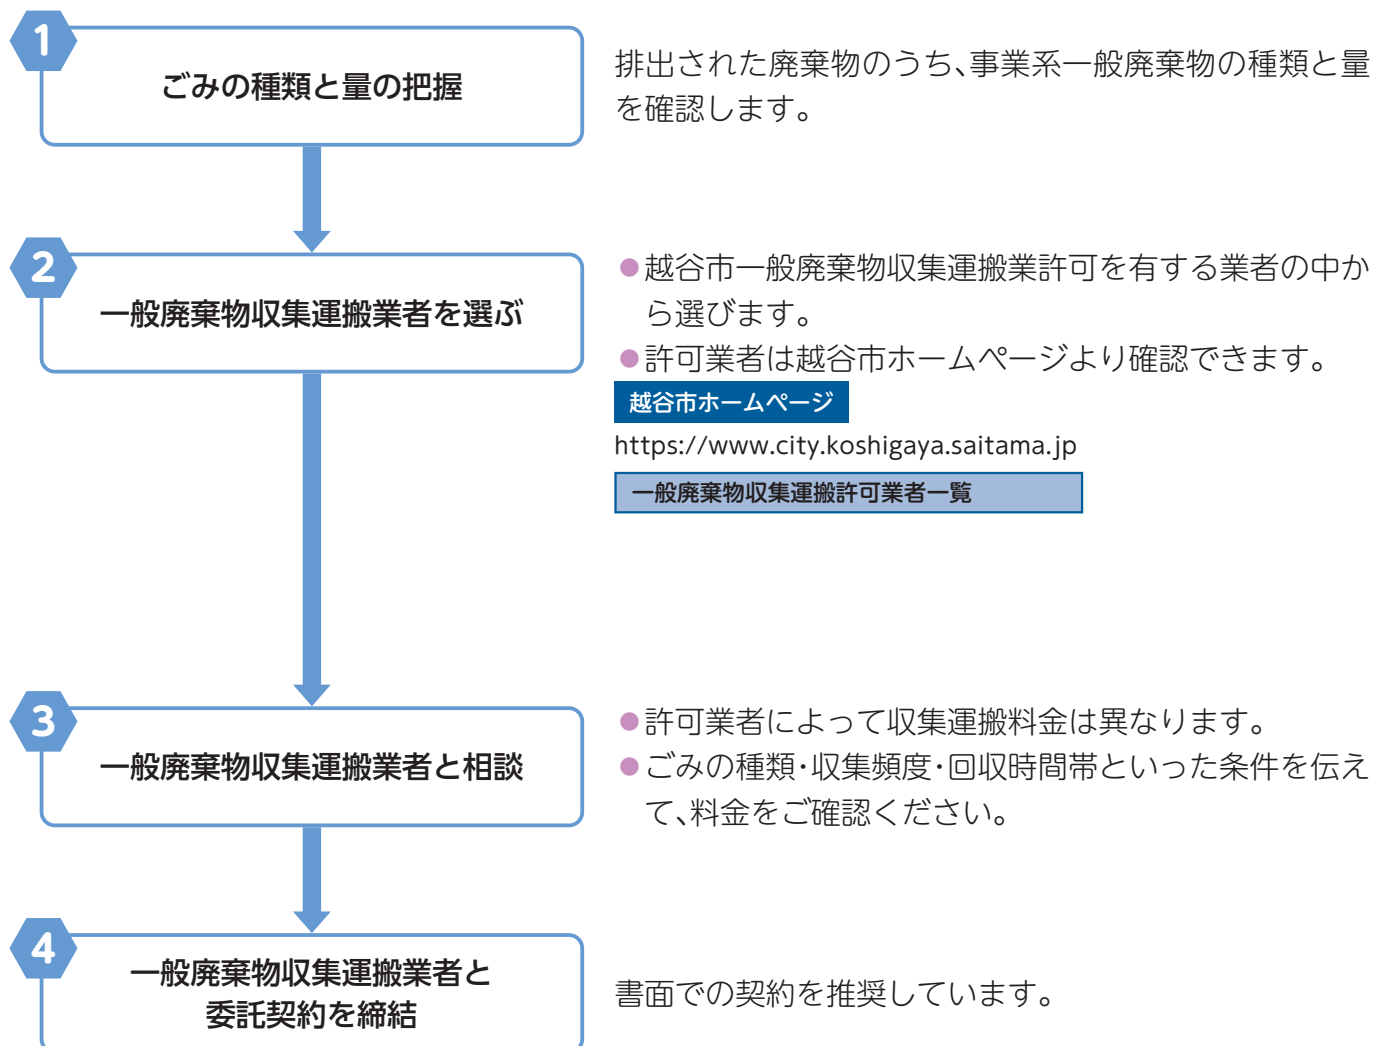 1
ごみの種類と量の把握
排出された廃棄物のうち、事業系一般廃棄物の種類と量
を確認します。
2
一般廃棄物収集運搬業者を選ぶ
●越谷市一般廃棄物収集運搬業許可を有する業者の中か
ら選びます。
●許可業者は越谷市ホームページより確認できます。
越谷市ホームページ
https://www.city.koshigaya.saitama.jp
一般廃棄物収集運搬許可業者一覧
3
一般廃棄物収集運搬業者と相談
●許可業者によって収集運搬料金は異なります。
●ごみの種類・収集頻度・回収時間帯といった条件を伝え
て、料金をご確認ください。
4
一般廃棄物収集運搬業者と
委託契約を締結
書面での契約を推奨しています。